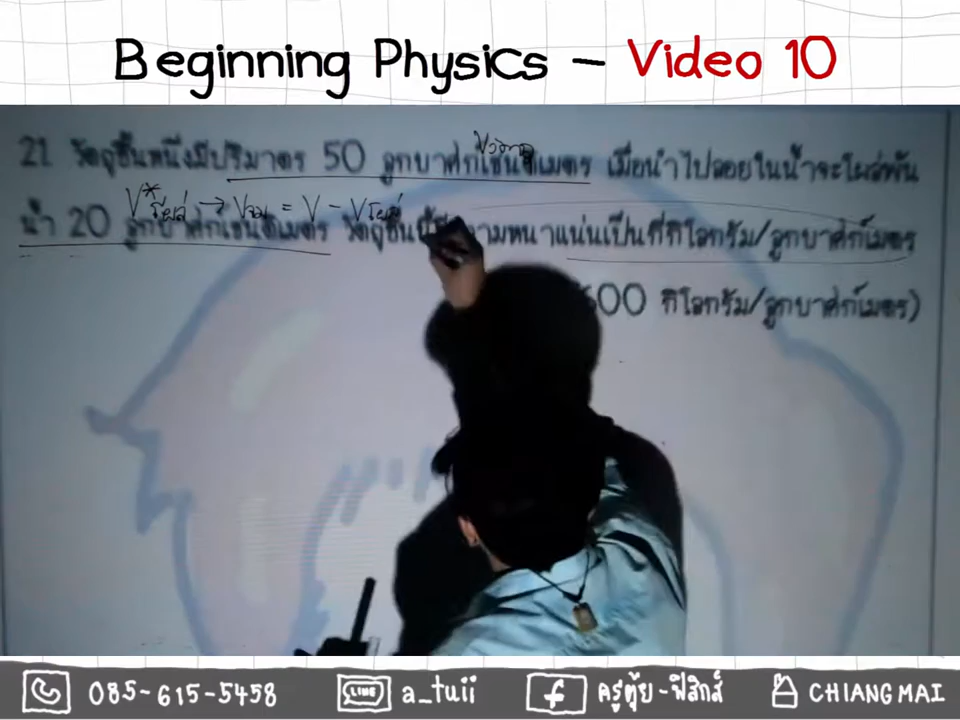 Beginning Physics – Video 10
21 วัตถุชิ้นหนึ่งมีปริมาตร 50 ลูกบาศก์เซนติเมตร เมื่อนำไปลอยในน้ำจะโผล่พ้น
V*โผล่ → Vจม = V - Vโผล่
น้ำ 20 ลูกบาศก์เซนติเมตร วัตถุชิ้นนี้มีความหนาแน่นเป็นกี่กิโลกรัม/ลูกบาศก์เมตร
600 กิโลกรัม/ลูกบาศก์เมตร)
085-615-5458
LINE
a_tuii
f
ครูตุ้ย-ฟิสิกส์
CHIANG MAI